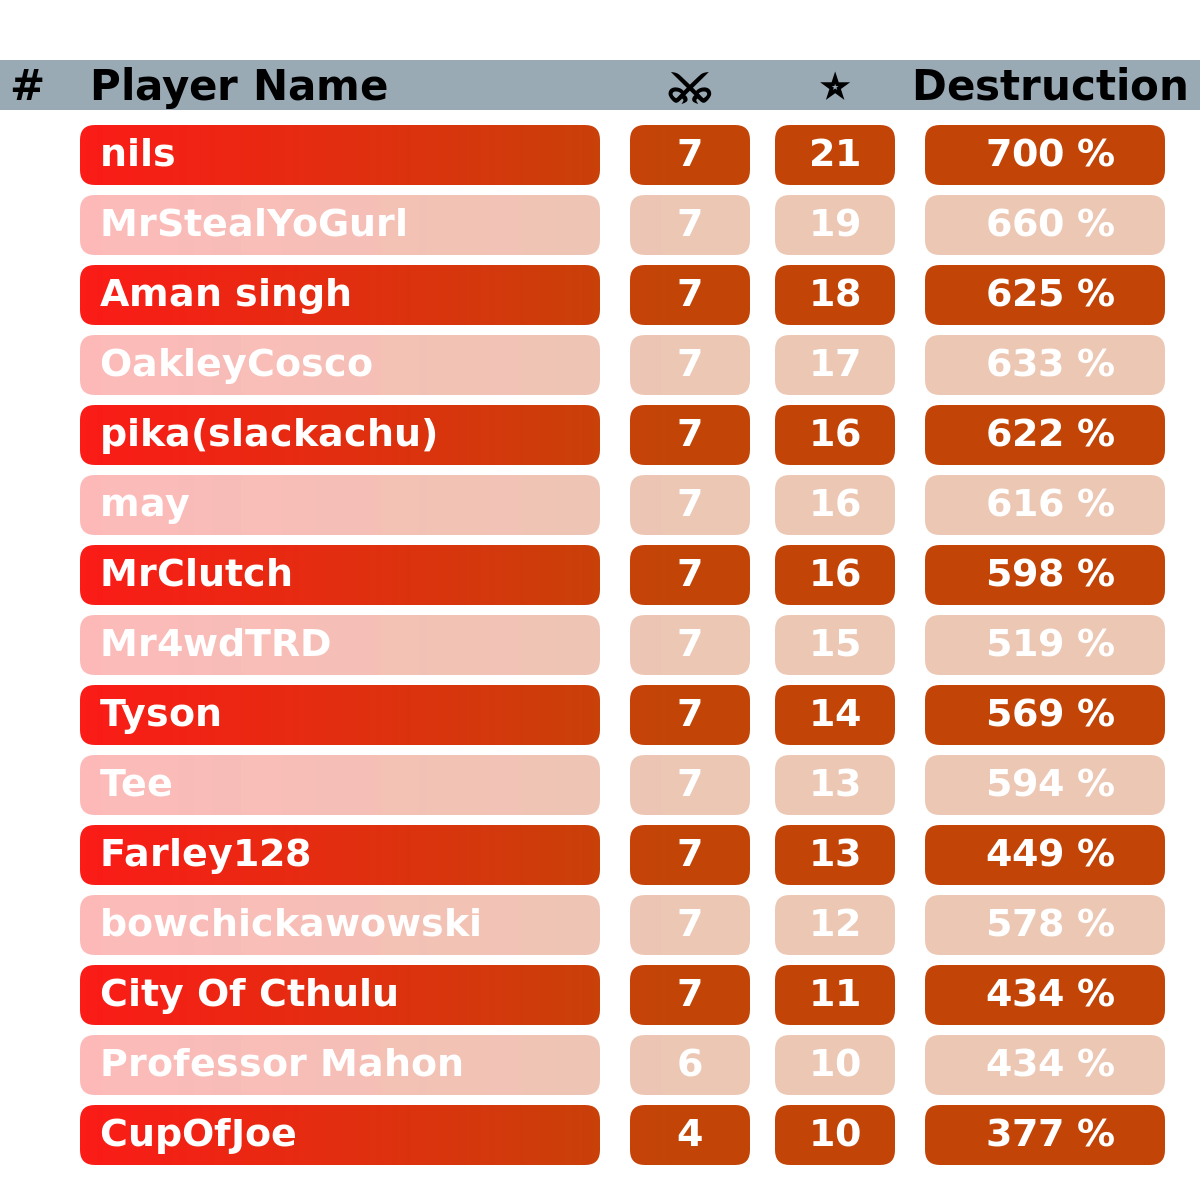 # Player Name ⚔ ★ Destruction
nils 7 21 700 %
MrStealYoGurl 7 19 660 %
Aman singh 7 18 625 %
OakleyCosco 7 17 633 %
pika(slackachu) 7 16 622 %
may 7 16 616 %
MrClutch 7 16 598 %
Mr4wdTRD 7 15 519 %
Tyson 7 14 569 %
Tee 7 13 594 %
Farley128 7 13 449 %
bowchickawowski 7 12 578 %
City Of Cthulu 7 11 434 %
Professor Mahon 6 10 434 %
CupOfJoe 4 10 377 %